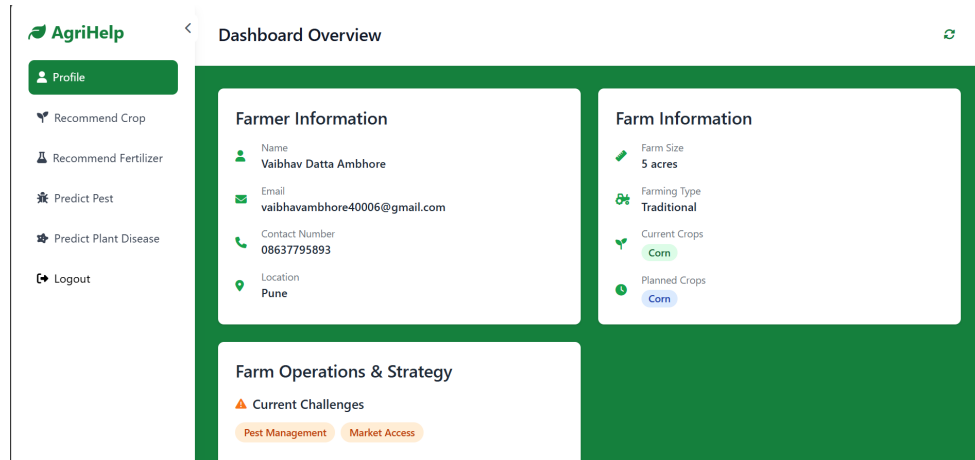 AgriHelp
Profile
Recommend Crop
Recommend Fertilizer
Predict Pest
Predict Plant Disease
Logout
Dashboard Overview
Farmer Information
Name
Vaibhav Datta Ambhore
Email
vaibhavambhore40006@gmail.com
Contact Number
08637795893
Location
Pune
Farm Information
Farm Size
5 acres
Farming Type
Traditional
Current Crops
Corn
Planned Crops
Corn
Farm Operations & Strategy
Current Challenges
Pest Management Market Access